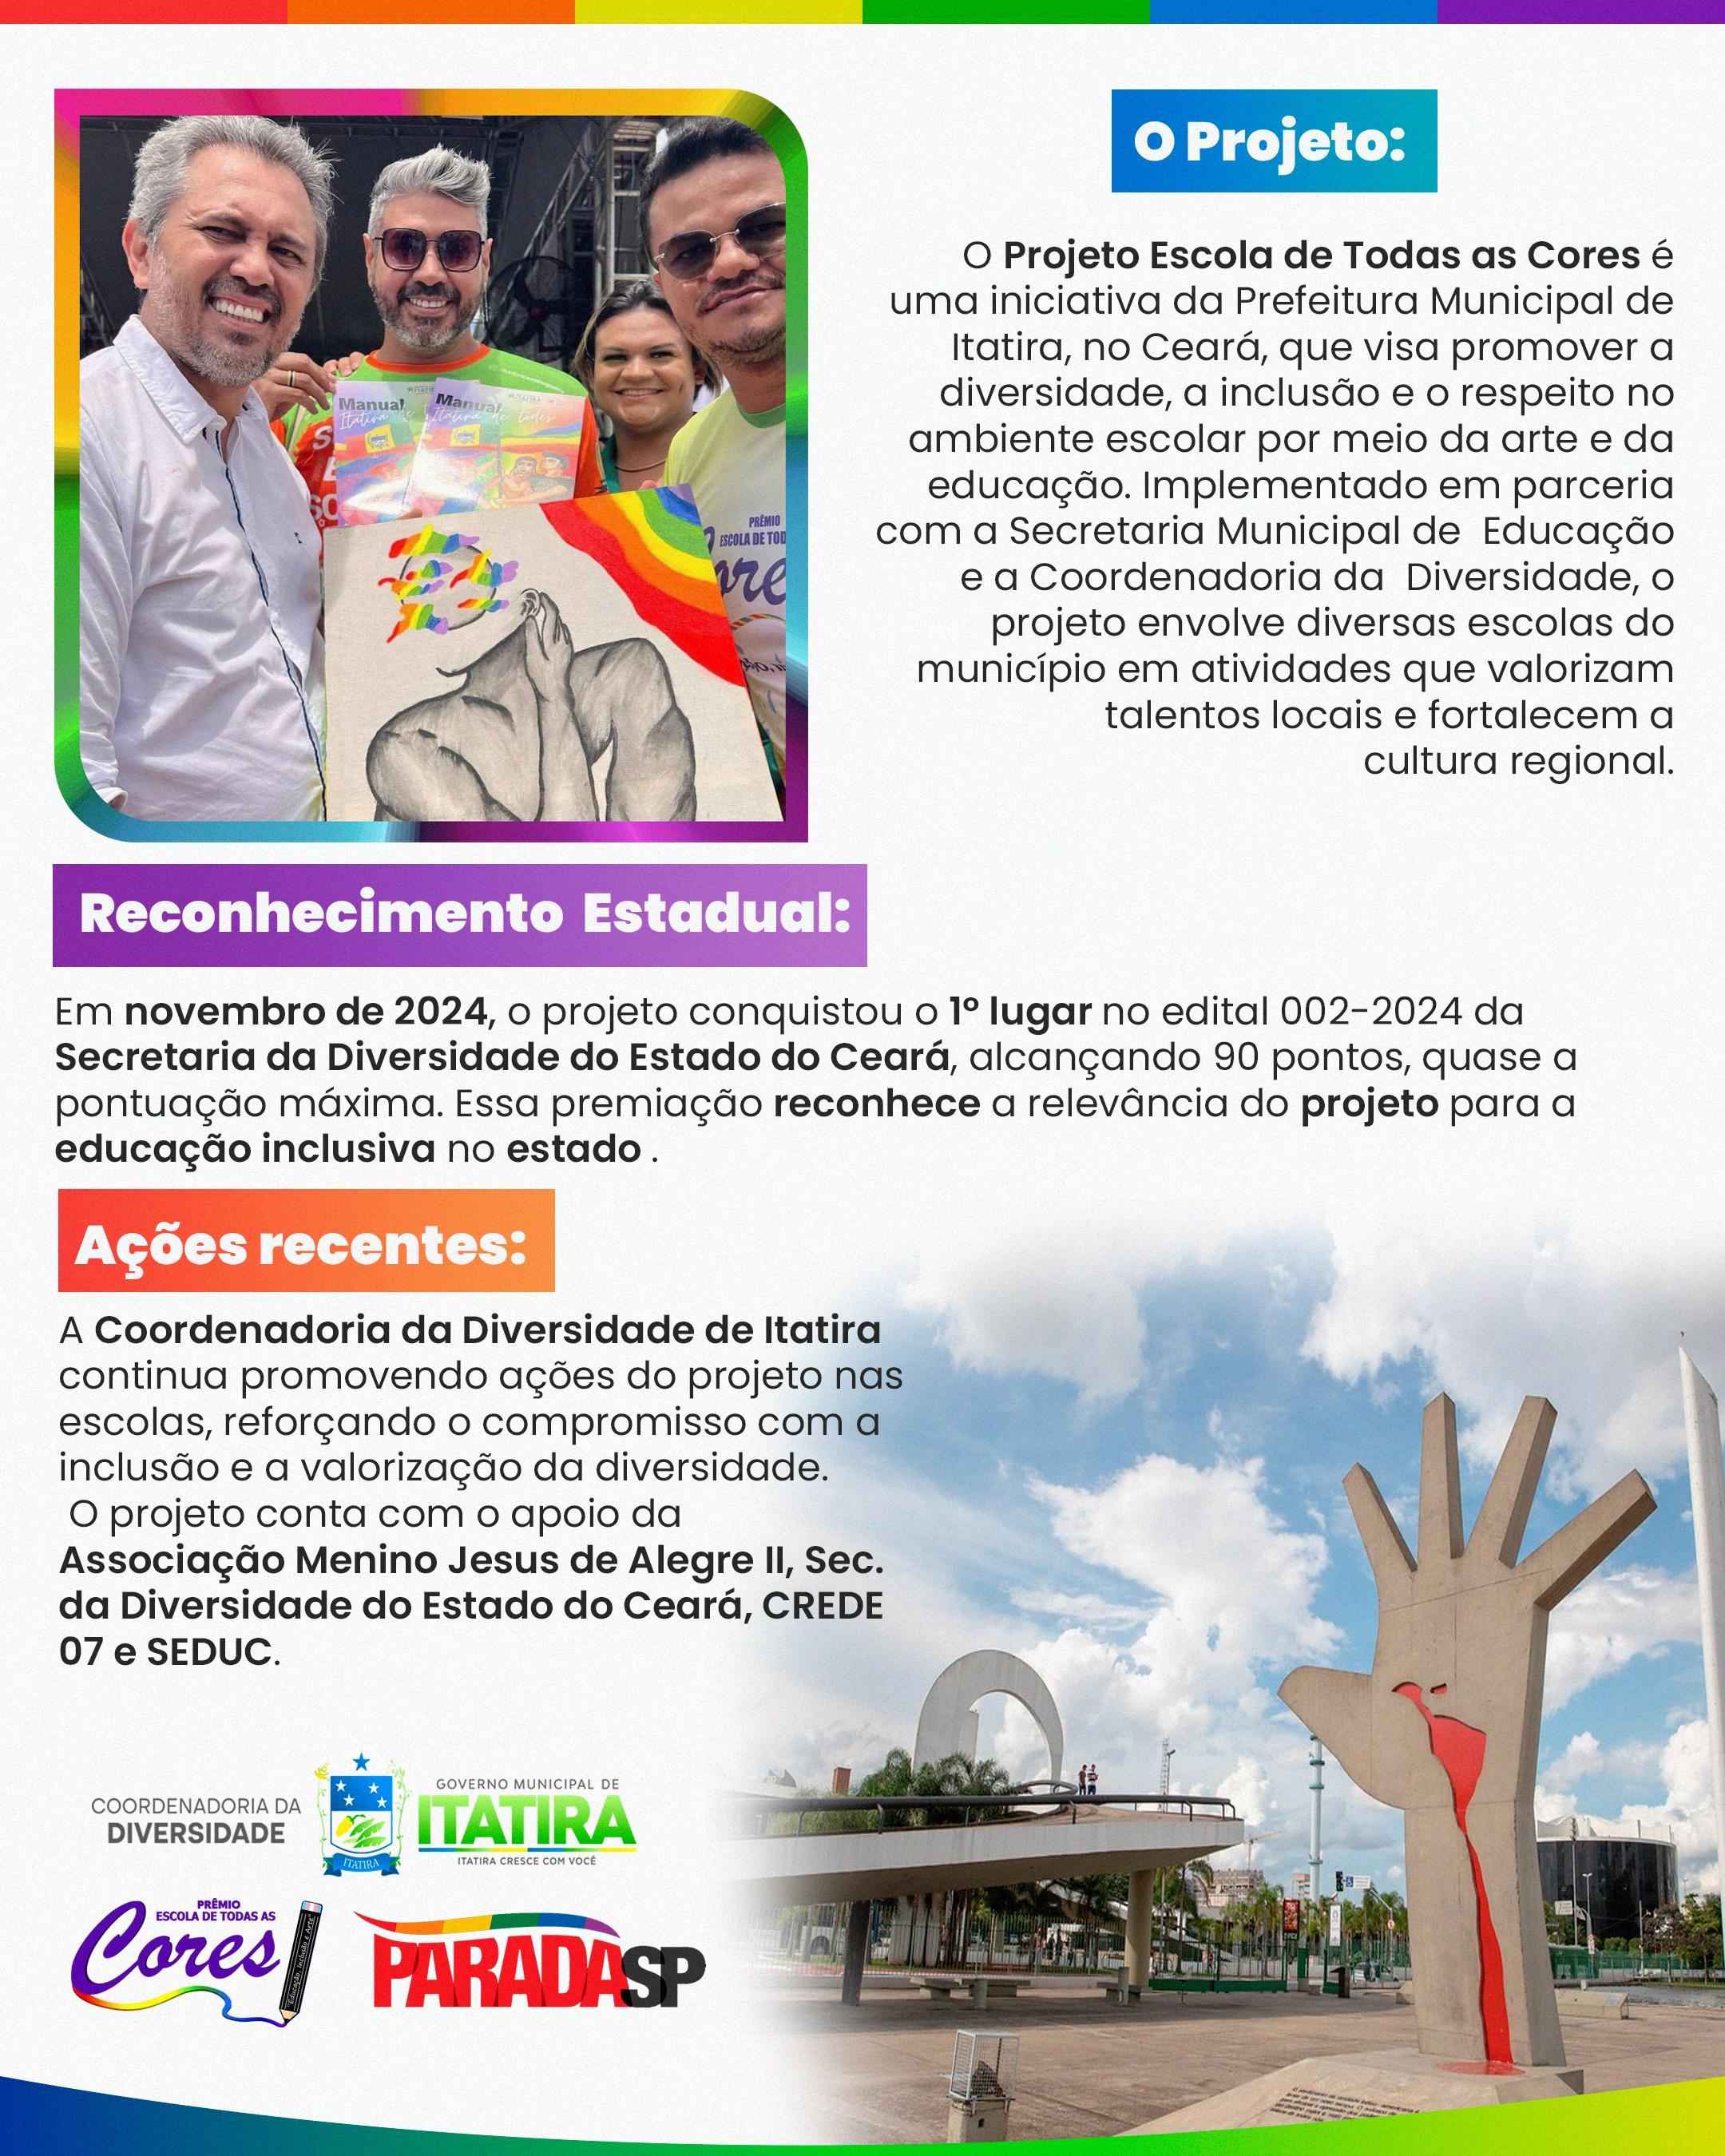 O Projeto:
O Projeto Escola de Todas as Cores é
uma iniciativa da Prefeitura Municipal de
Itatira, no Ceará, que visa promover a
diversidade, a inclusão e o respeito no
ambiente escolar por meio da arte e da
educação. Implementado em parceria
com a Secretaria Municipal de Educação
e a Coordenadoria da Diversidade, o
projeto envolve diversas escolas do
município em atividades que valorizam
talentos locais e fortalecem a
cultura regional.
Manual
Manual
Itatira de todes
PRÊMIO
ESCOLA DE TOD
Reconhecimento Estadual:
Em novembro de 2024, o projeto conquistou o 1º lugar no edital 002-2024 da
Secretaria da Diversidade do Estado do Ceará, alcançando 90 pontos, quase a
pontuação máxima. Essa premiação reconhece a relevância do projeto para a
educação inclusiva no estado .
Ações recentes:
A Coordenadoria da Diversidade de Itatira
continua promovendo ações do projeto nas
escolas, reforçando o compromisso com a
inclusão e a valorização da diversidade.
O projeto conta com o apoio da
Associação Menino Jesus de Alegre II, Sec.
da Diversidade do Estado do Ceará, CREDE
07 e SEDUC.
COORDENADORIA DA
DIVERSIDADE
ITATIRA
GOVERNO MUNICIPAL DE
ITATIRA
ITATIRA CRESCE COM VOCÊ
PRÊMIO
ESCOLA DE TODAS AS
Cores
"Educação, Inclusão e Arte"
PARADASP